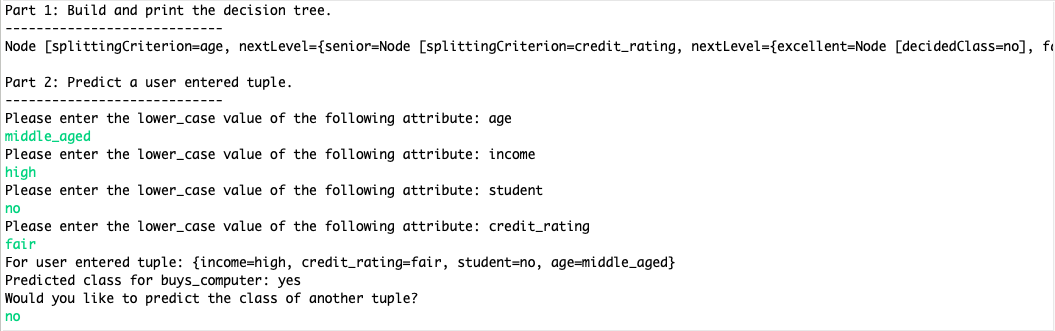 Part 1: Build and print the decision tree.
----------------------------
Node [splittingCriterion=age, nextLevel={senior=Node [splittingCriterion=credit_rating, nextLevel={excellent=Node [decidedClass=no],
Part 2: Predict a user entered tuple.
----------------------------
Please enter the lower_case value of the following attribute: age
middle_aged
Please enter the lower_case value of the following attribute: income
high
Please enter the lower_case value of the following attribute: student
no
Please enter the lower_case value of the following attribute: credit_rating
fair
For user entered tuple: {income=high, credit_rating=fair, student=no, age=middle_aged}
Predicted class for buys_computer: yes
Would you like to predict the class of another tuple?
no